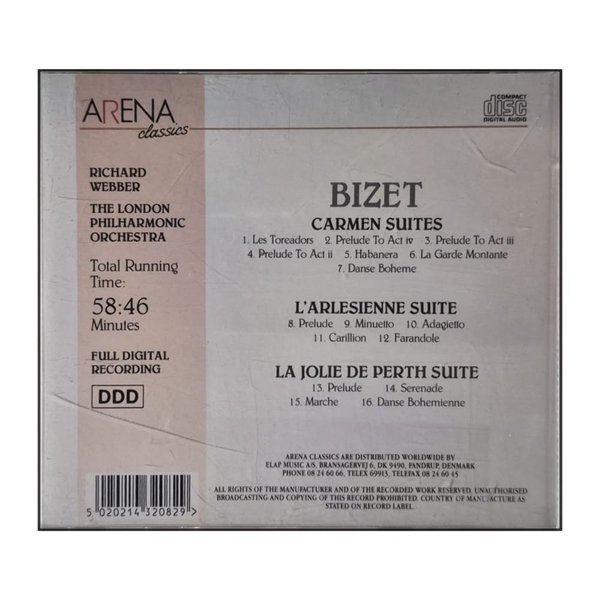 ARENA
classics
COMPACT
disc
DIGITAL AUDIO
RICHARD
WEBBER
THE LONDON
PHILHARMONIC
ORCHESTRA
Total Running
Time:
58:46
Minutes
FULL DIGITAL
RECORDING
DDD
BIZET
CARMEN SUITES
1. Les Toreadors 2. Prelude To Act iv 3. Prelude To Act iii
4. Prelude To Act ii 5. Habanera 6. La Garde Montante
7. Danse Boheme
L'ARLESIENNE SUITE
8. Prelude 9. Minuetto 10. Adagietto
11. Carillion 12. Farandole
LA JOLIE DE PERTH SUITE
13. Prelude 14. Serenade
15. Marche 16. Danse Bohemienne
ARENA CLASSICS ARE DISTRIBUTED WORLDWIDE BY
ELAP MUSIC A/S, BRANSAGERVEJ 6, DK 9490, PANDRUP, DENMARK
PHONE 08 24 60 66, TELEX 69913, TELEFAX 08 24 60 45
ALL RIGHTS OF THE MANUFACTURER AND OF THE RECORDED WORK RESERVED. UNAUTHORISED
BROADCASTING AND COPYING OF THIS RECORD PROHIBITED. COUNTRY OF MANUFACTURE AS
STATED ON RECORD LABEL.
5 020214 320829 >